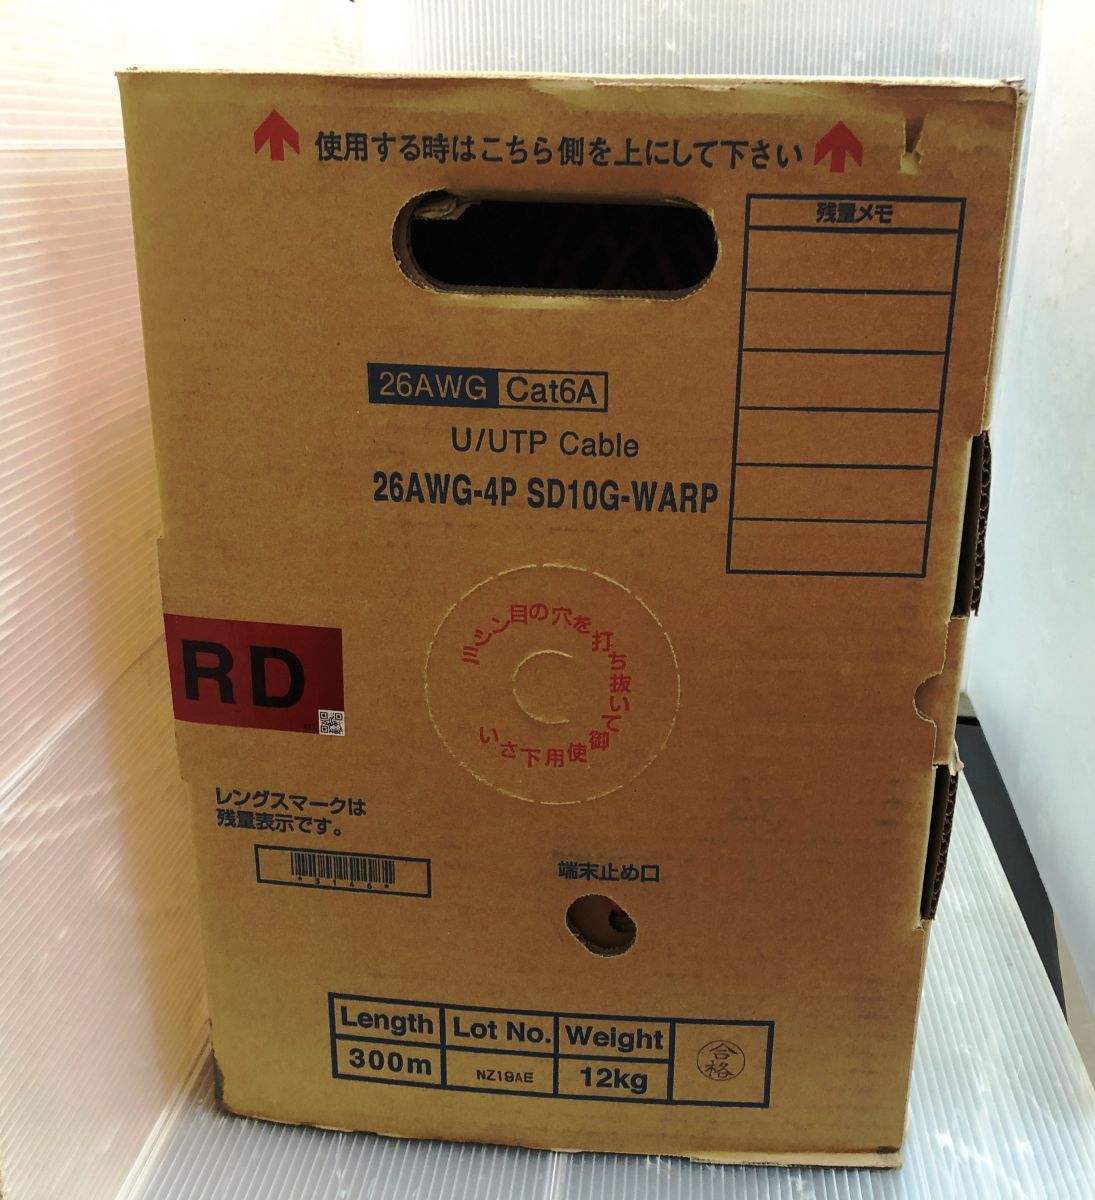 使用する時はこちら側を上にして下さい
残量メモ
26AWG Cat6A
U/UTP Cable
26AWG-4P SD10G-WARP
ミシン目の穴を打ち抜いて御使用下さい
RD
レングスマークは
残量表示です。
*3146*
端末止め口
Length Lot No. Weight
300m NZ19AE 12kg
合格